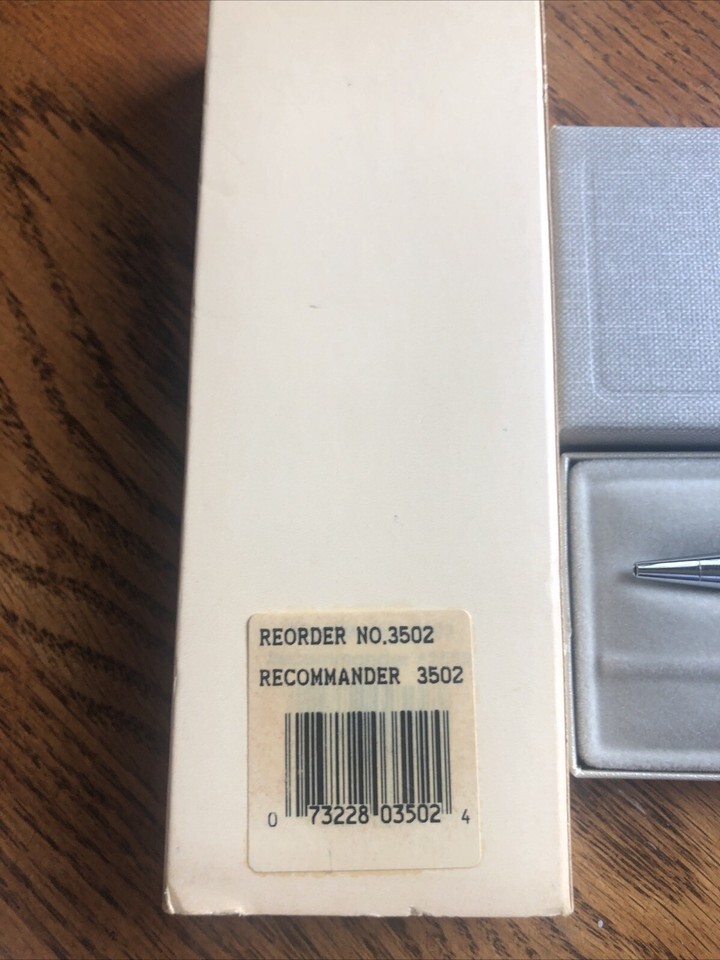 REORDER NO.3502
RECOMMANDER 3502
0 73228 03502 4